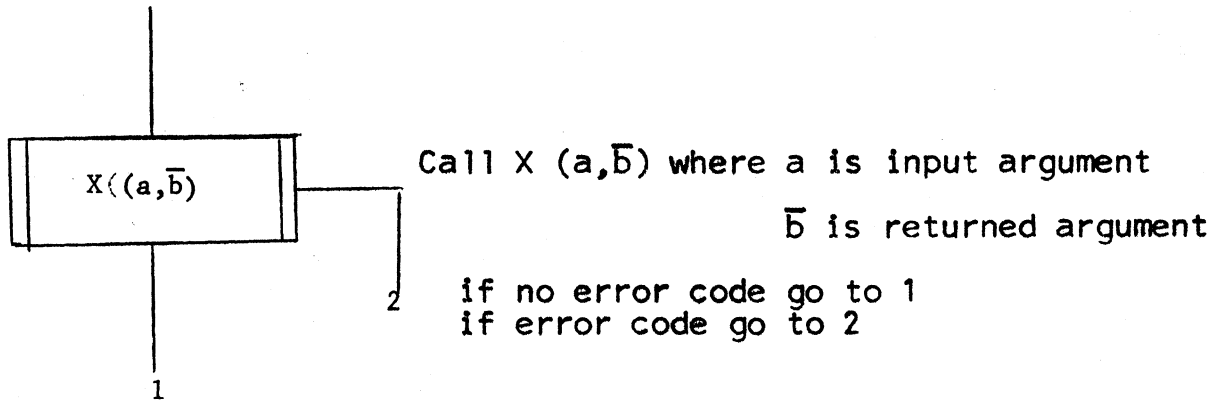 X((a,b̅)
Call X (a,b̅) where a is input argument
b̅ is returned argument
2
if no error code go to 1
if error code go to 2
1